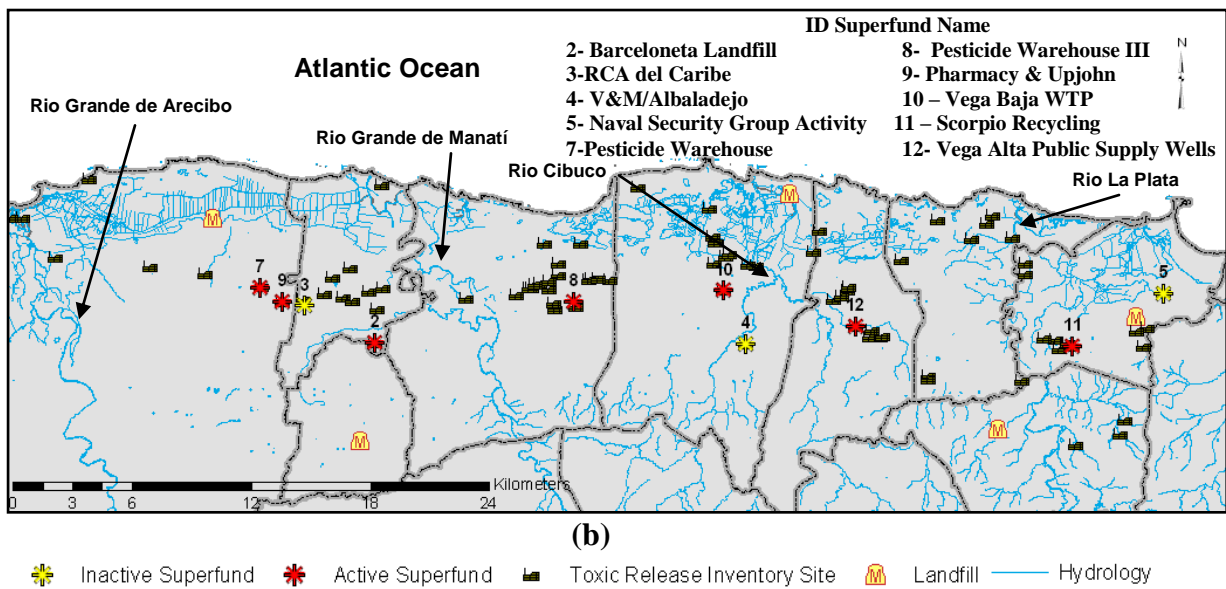 ID Superfund Name
2- Barceloneta Landfill
3-RCA del Caribe
4- V&M/Albaladejo
5- Naval Security Group Activity
7-Pesticide Warehouse
8- Pesticide Warehouse III
9- Pharmacy & Upjohn
10 – Vega Baja WTP
11 – Scorpio Recycling
12- Vega Alta Public Supply Wells
N
Atlantic Ocean
Rio Grande de Arecibo
Rio Grande de Manatí
Rio Cibuco
Rio La Plata
7
9
3
2
8
10
4
12
11
5
M
M
M
M
M
Kilometers
0 3 6 12 18 24
(b)
Inactive Superfund
Active Superfund
Toxic Release Inventory Site
M Landfill
Hydrology